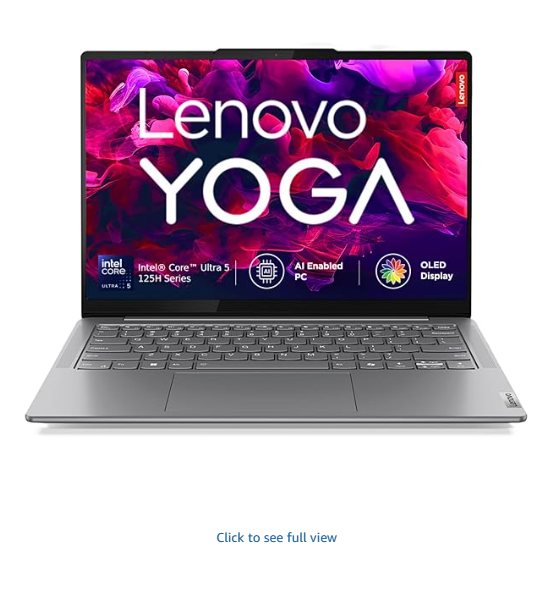 Lenovo
Lenovo
YOGA
intel
CORE
ULTRA 5
Intel® Core™ Ultra 5
125H Series
AI
AI Enabled
PC
OLED
Display
Lenovo
Click to see full view